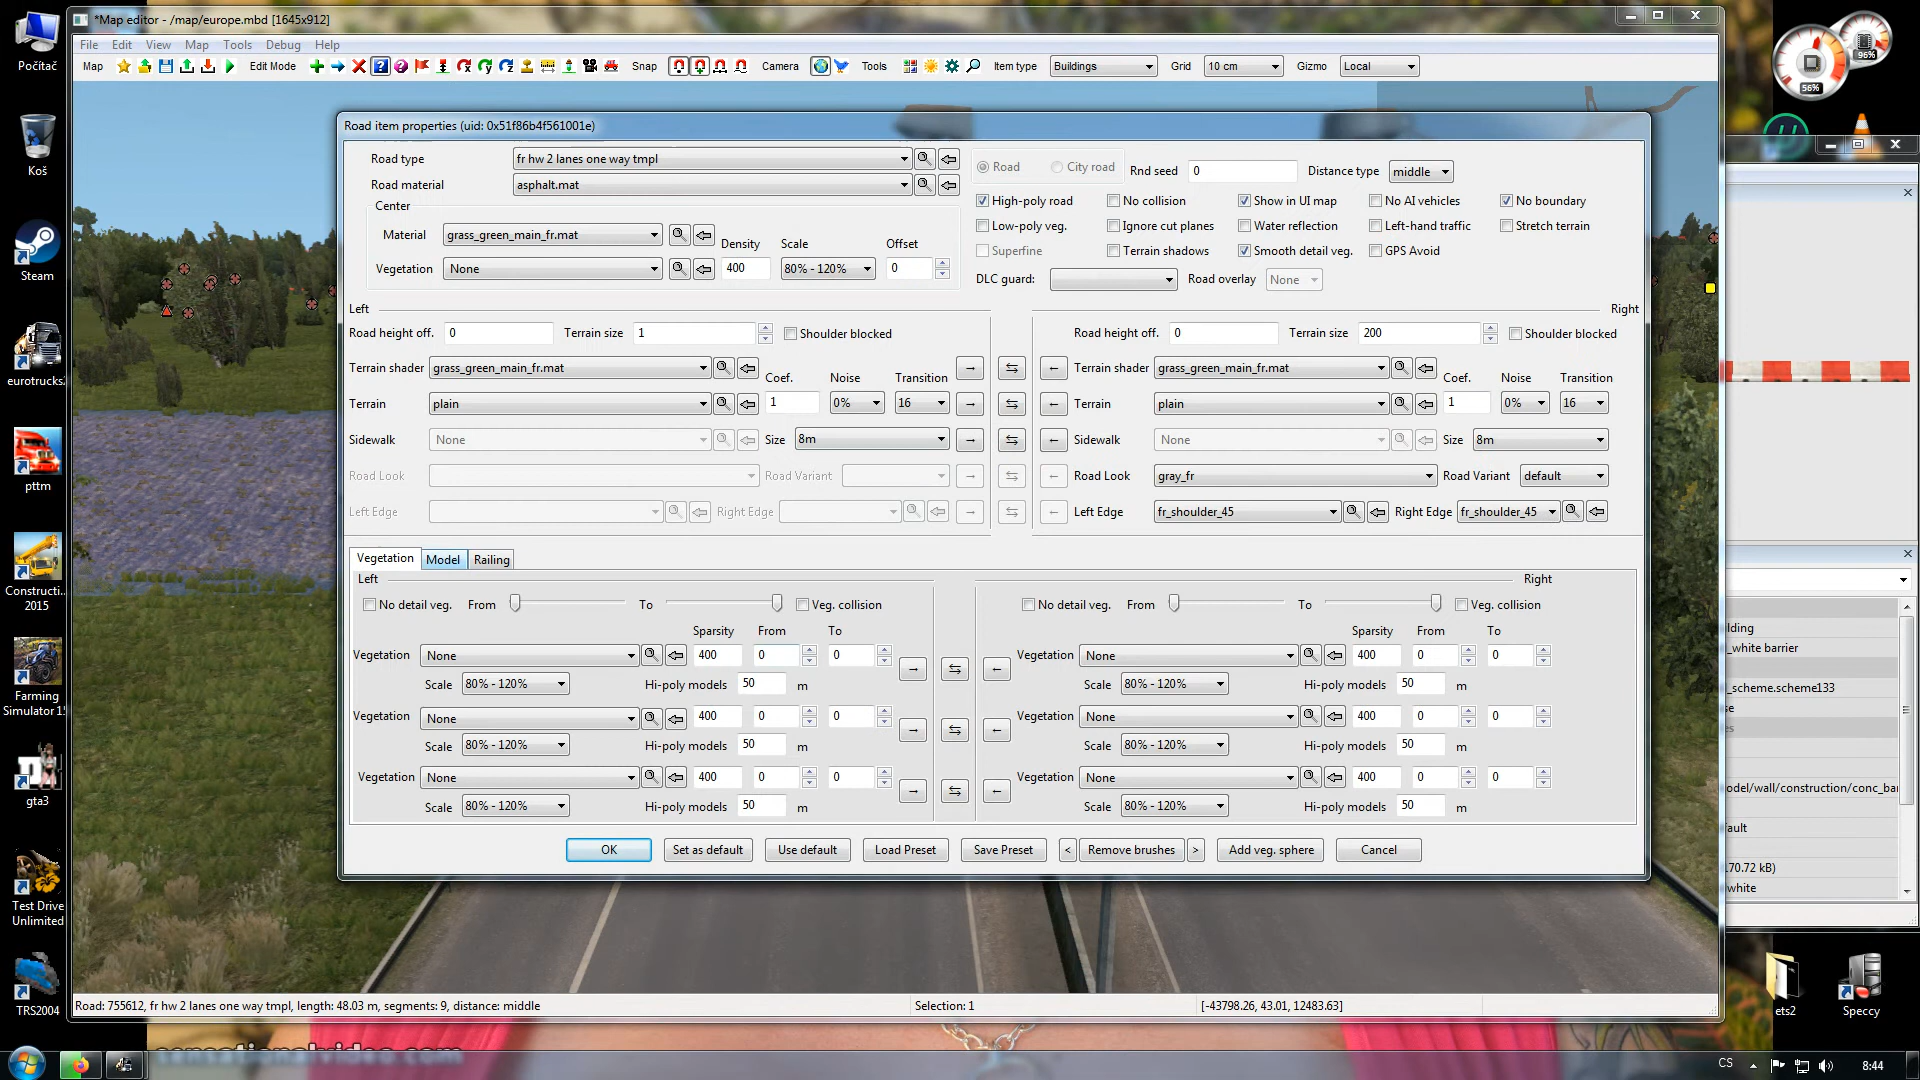 *Map editor - /map/europe.mbd [1645x912]
File Edit View Map Tools Debug Help
Map Edit Mode Snap Camera Tools Item type Buildings Grid 10 cm Gizmo Local
Road item properties (uid: 0x51f86b4f561001e)
Road type fr hw 2 lanes one way tmpl
Road material asphalt.mat
Center
Material grass_green_main_fr.mat Density Scale Offset
Vegetation None 400 80% - 120% 0
Road City road Rnd seed 0 Distance type middle
High-poly road No collision Show in UI map No AI vehicles No boundary
Low-poly veg. Ignore cut planes Water reflection Left-hand traffic Stretch terrain
Superfine Terrain shadows Smooth detail veg. GPS Avoid
DLC guard: Road overlay None
Left Right
Road height off. 0 Terrain size 1 Shoulder blocked Road height off. 0 Terrain size 200 Shoulder blocked
Terrain shader grass_green_main_fr.mat Coef. Noise Transition Terrain shader grass_green_main_fr.mat Coef. Noise Transition
Terrain plain 1 0% 16 Terrain plain 1 0% 16
Sidewalk None Size 8m Sidewalk None Size 8m
Road Look Road Variant Road Look gray_fr Road Variant default
Left Edge Right Edge Left Edge fr_shoulder_45 Right Edge fr_shoulder_45
Vegetation Model Railing
Left Right
No detail veg. From To Veg. collision No detail veg. From To Veg. collision
Sparsity From To Sparsity From To
Vegetation None 400 0 0 Vegetation None 400 0 0
Scale 80% - 120% Hi-poly models 50 m Scale 80% - 120% Hi-poly models 50 m
Vegetation None 400 0 0 Vegetation None 400 0 0
Scale 80% - 120% Hi-poly models 50 m Scale 80% - 120% Hi-poly models 50 m
Vegetation None 400 0 0 Vegetation None 400 0 0
Scale 80% - 120% Hi-poly models 50 m Scale 80% - 120% Hi-poly models 50 m
OK Set as default Use default Load Preset Save Preset < Remove brushes > Add veg. sphere Cancel
Road: 755612, fr hw 2 lanes one way tmpl, length: 48.03 m, segments: 9, distance: middle Selection: 1 [-43798.26, 43.01, 12483.63]
Počítač
Koš
Steam
eurotrucks2
pttm
Constructi...
2015
Farming
Simulator 15
gta3
Test Drive
Unlimited
TRS2004
56%
96%
lding
_white barrier
l_scheme.scheme133
se
es
odel/wall/construction/conc_bar
fault
170.72 kB)
white
ets2
Speccy
CS 8:44